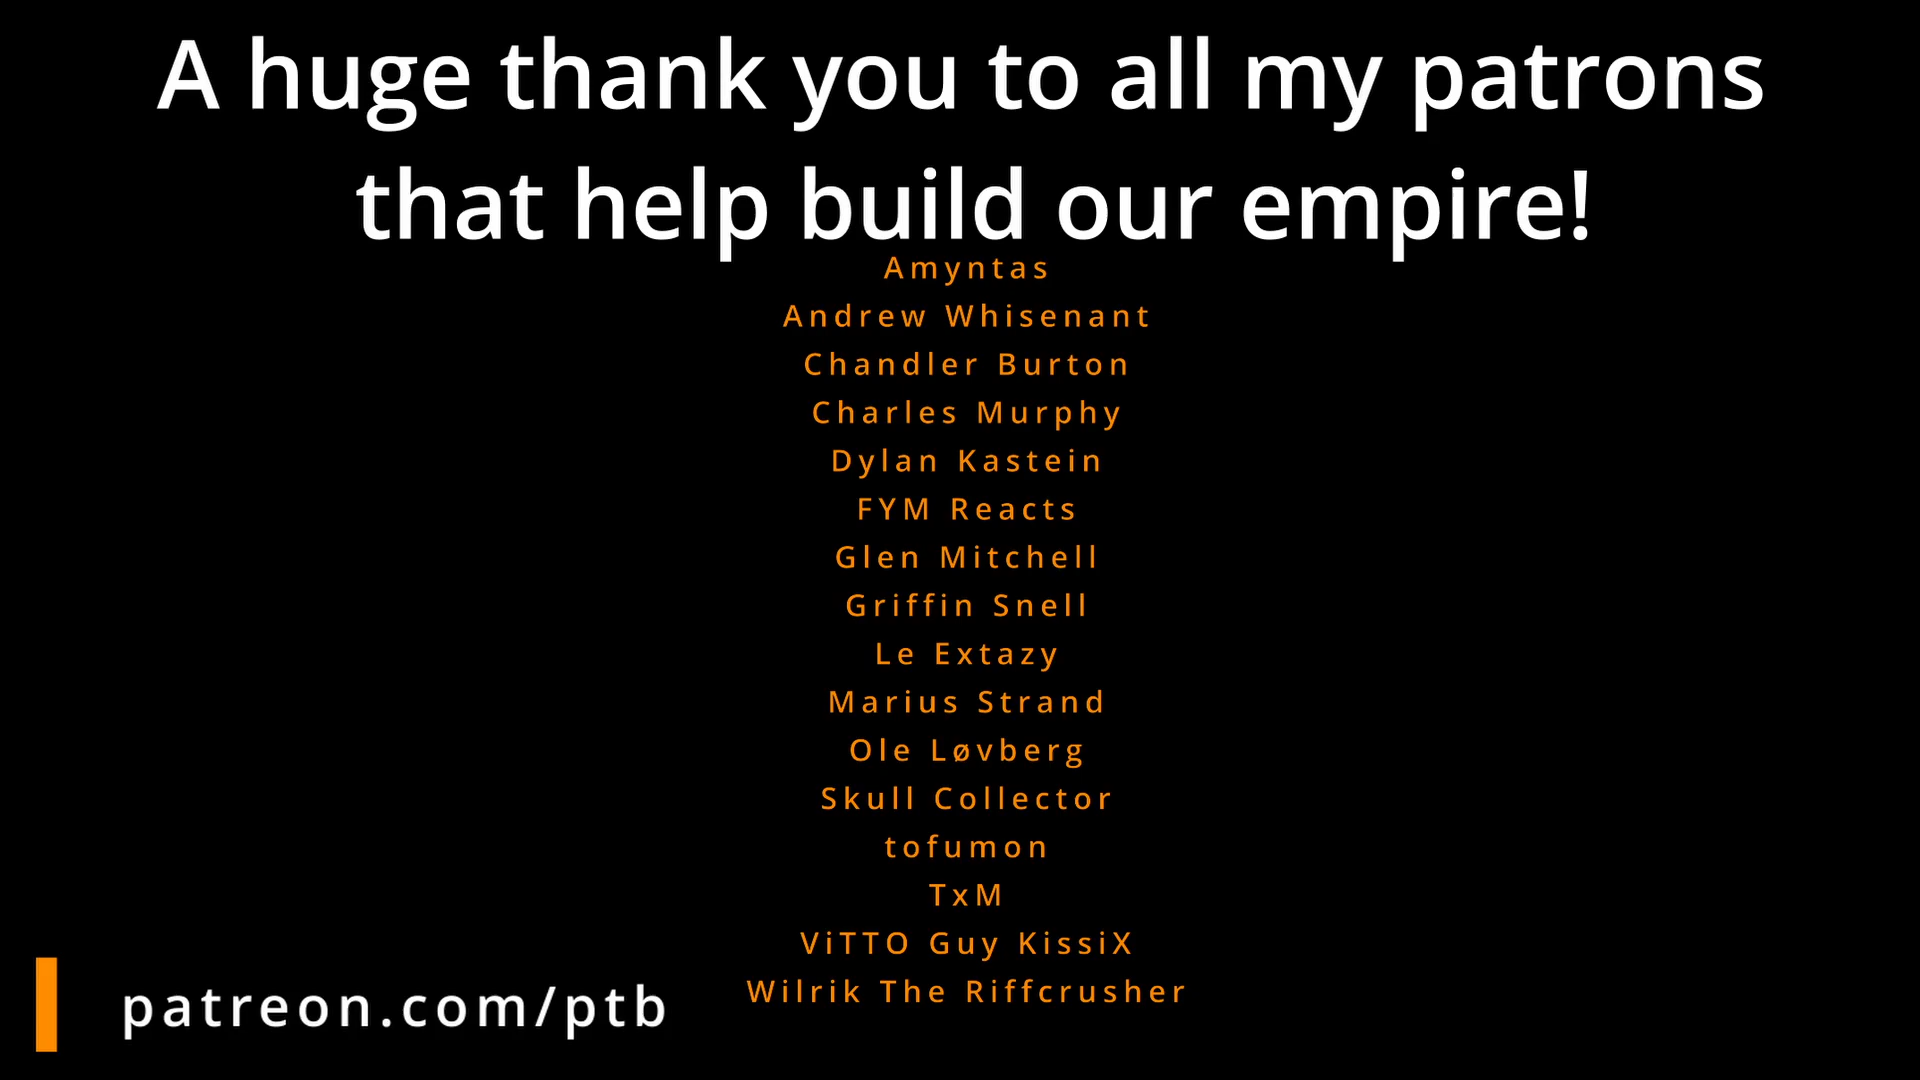 A huge thank you to all my patrons
that help build our empire!
Amyntas
Andrew Whisenant
Chandler Burton
Charles Murphy
Dylan Kastein
FYM Reacts
Glen Mitchell
Griffin Snell
Le Extazy
Marius Strand
Ole Løvberg
Skull Collector
tofumon
TxM
ViTTO Guy KissiX
Wilrik The Riffcrusher
patreon.com/ptb